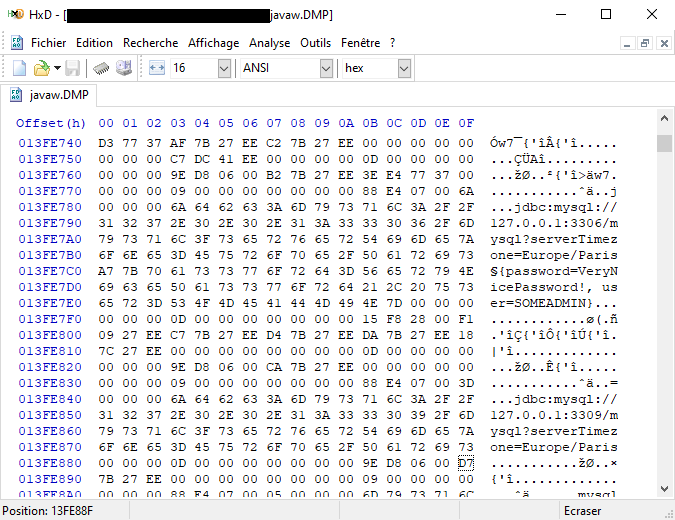 HxD - [ javaw.DMP]
Fichier Edition Recherche Affichage Analyse Outils Fenêtre ?
16 ANSI hex
javaw.DMP
Offset(h) 00 01 02 03 04 05 06 07 08 09 0A 0B 0C 0D 0E 0F
013FE740 D3 77 37 AF 7B 27 EE C2 7B 27 EE 00 00 00 00 00 Ów7¯{'îÂ{'î.....
013FE750 00 00 00 C7 DC 41 EE 00 00 00 00 0D 00 00 00 00 ...ÇÜAî.........
013FE760 00 00 00 9E D8 06 00 B2 7B 27 EE 3E E4 77 37 00 ...žØ..²{'î>äw7.
013FE770 00 00 00 09 00 00 00 00 00 00 00 88 E4 07 00 6A ...........ˆä..j
013FE780 00 00 00 6A 64 62 63 3A 6D 79 73 71 6C 3A 2F 2F ...jdbc:mysql://
013FE790 31 32 37 2E 30 2E 30 2E 31 3A 33 33 30 36 2F 6D 127.0.0.1:3306/m
013FE7A0 79 73 71 6C 3F 73 65 72 76 65 72 54 69 6D 65 7A ysql?serverTimez
013FE7B0 6F 6E 65 3D 45 75 72 6F 70 65 2F 50 61 72 69 73 one=Europe/Paris
013FE7C0 A7 7B 70 61 73 73 77 6F 72 64 3D 56 65 72 79 4E §{password=VeryN
013FE7D0 69 63 65 50 61 73 73 77 6F 72 64 21 2C 20 75 73 icePassword!, us
013FE7E0 65 72 3D 53 4F 4D 45 41 44 4D 49 4E 7D 00 00 00 er=SOMEADMIN}...
013FE7F0 00 00 00 0D 00 00 00 00 00 00 00 15 F8 28 00 F1 ............ø(.ñ
013FE800 09 27 EE C7 7B 27 EE D4 7B 27 EE DA 7B 27 EE 18 .'îÇ{'îÔ{'îÚ{'î.
013FE810 7C 27 EE 00 00 00 00 00 00 00 00 0D 00 00 00 00 |'î.............
013FE820 00 00 00 9E D8 06 00 CA 7B 27 EE 00 00 00 00 00 ...žØ..Ê{'î.....
013FE830 00 00 00 09 00 00 00 00 00 00 00 88 E4 07 00 3D ...........ˆä..=
013FE840 00 00 00 6A 64 62 63 3A 6D 79 73 71 6C 3A 2F 2F ...jdbc:mysql://
013FE850 31 32 37 2E 30 2E 30 2E 31 3A 33 33 30 39 2F 6D 127.0.0.1:3309/m
013FE860 79 73 71 6C 3F 73 65 72 76 65 72 54 69 6D 65 7A ysql?serverTimez
013FE870 6F 6E 65 3D 45 75 72 6F 70 65 2F 50 61 72 69 73 one=Europe/Paris
013FE880 00 00 00 0D 00 00 00 00 00 00 00 9E D8 06 00 D7 ...........žØ..×
013FE890 7B 27 EE 00 00 00 00 00 00 00 00 09 00 00 00 00 {'î.............
013FE8A0 00 00 00 88 E4 07 00 05 00 00 00 6D 79 73 71 6C ...ˆä......mysql
Position: 13FE88F Ecraser